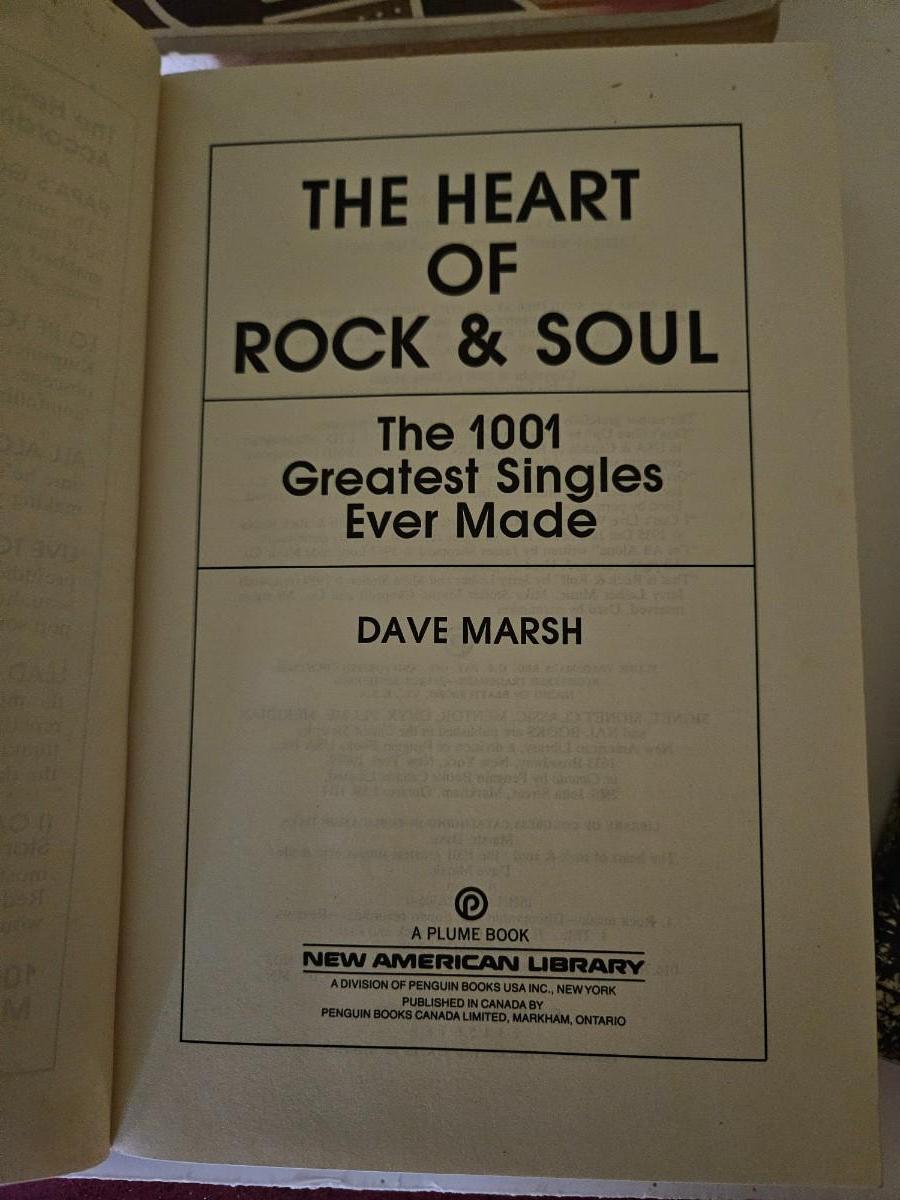 THE HEART
OF
ROCK & SOUL
The 1001
Greatest Singles
Ever Made
DAVE MARSH
A PLUME BOOK
NEW AMERICAN LIBRARY
A DIVISION OF PENGUIN BOOKS USA INC., NEW YORK
PUBLISHED IN CANADA BY
PENGUIN BOOKS CANADA LIMITED, MARKHAM, ONTARIO